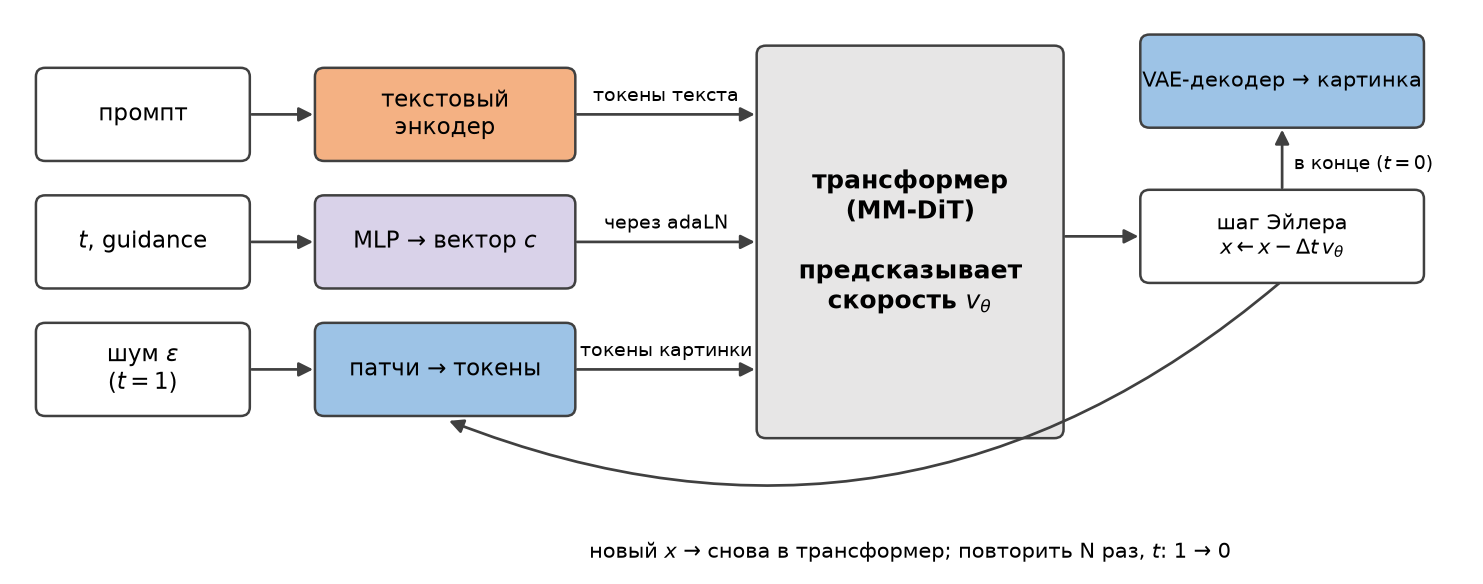 промпт
текстовый
энкодер
токены текста
t, guidance
MLP → вектор c
через adaLN
шум ε
(t = 1)
патчи → токены
токены картинки
трансформер
(MM-DiT)
предсказывает
скорость vθ
VAE-декодер → картинка
в конце (t = 0)
шаг Эйлера
x ← x − Δt vθ
новый x → снова в трансформер; повторить N раз, t: 1 → 0